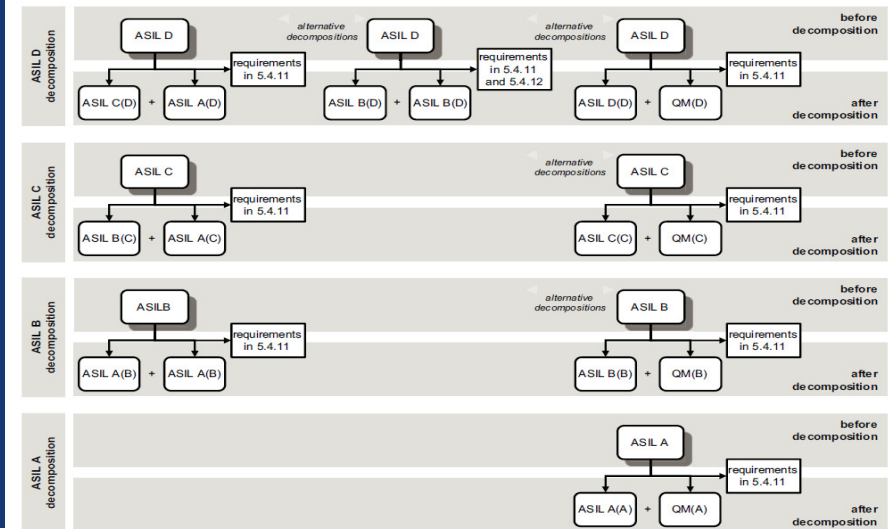 ASIL D
decomposition
ASIL D
alternative
decompositions
ASIL D
alternative
decompositions
ASIL D
before
decomposition
requirements
in 5.4.11
requirements
in 5.4.11
and 5.4.12
requirements
in 5.4.11
ASIL C(D) + ASIL A(D)
ASIL B(D) + ASIL B(D)
ASIL D(D) + QM(D)
after
decomposition
ASIL C
decomposition
ASIL C
alternative
decompositions
ASIL C
before
decomposition
requirements
in 5.4.11
requirements
in 5.4.11
ASIL B(C) + ASIL A(C)
ASIL C(C) + QM(C)
after
decomposition
ASIL B
decomposition
ASILB
alternative
decompositions
ASIL B
before
decomposition
requirements
in 5.4.11
requirements
in 5.4.11
ASIL A(B) + ASIL A(B)
ASIL B(B) + QM(B)
after
decomposition
ASIL A
decomposition
ASIL A
before
decomposition
requirements
in 5.4.11
ASIL A(A) + QM(A)
after
decomposition